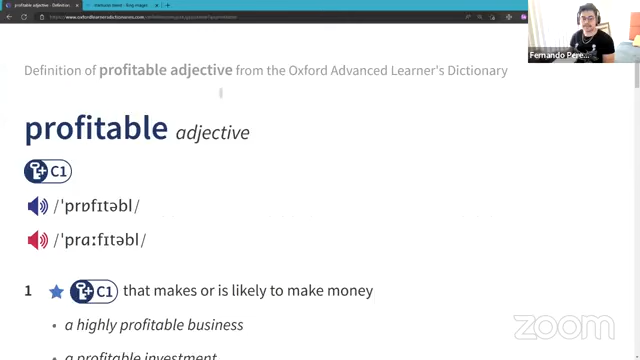 profitable adjective - Definition
https://www.oxfordlearnersdictionaries.com
Fernando Pere...
Definition of profitable adjective from the Oxford Advanced Learner's Dictionary
profitable adjective
C1
/ˈprɒfɪtəbl/
/ˈprɑːfɪtəbl/
1 C1 that makes or is likely to make money
• a highly profitable business
• a profitable investment
zoom